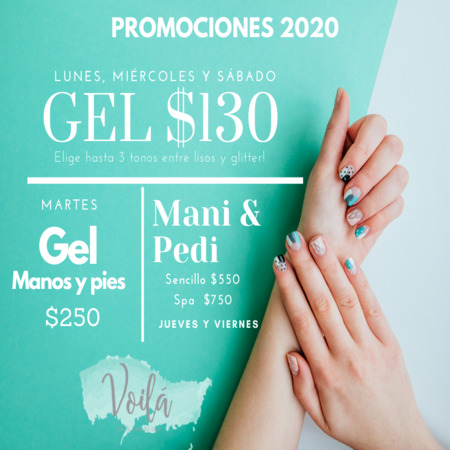 PROMOCIONES 2020
LUNES, MIÉRCOLES Y SÁBADO
GEL $130
Elige hasta 3 tonos entre lisos y glitter!
MARTES
Gel
Manos y pies
$250
Mani &
Pedi
Sencillo $550
Spa $750
JUEVES Y VIERNES
Voilá